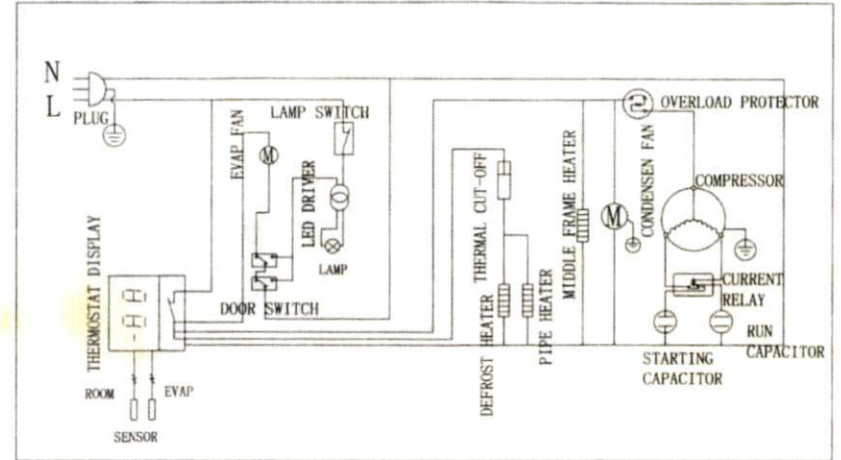 N
L
PLUG
LAMP SWITCH
EVAP FAN
M
LED DRIVER
LAMP
DOOR SWITCH
THERMOSTAT DISPLAY
ROOM
EVAP
SENSOR
THERMAL CUT-OFF
DEFROST HEATER
PIPE HEATER
MIDDLE FRAME HEATER
M
CONDENSEN FAN
OVERLOAD PROTECTOR
COMPRESSOR
CURRENT
RELAY
STARTING
CAPACITOR
RUN
CAPACITOR